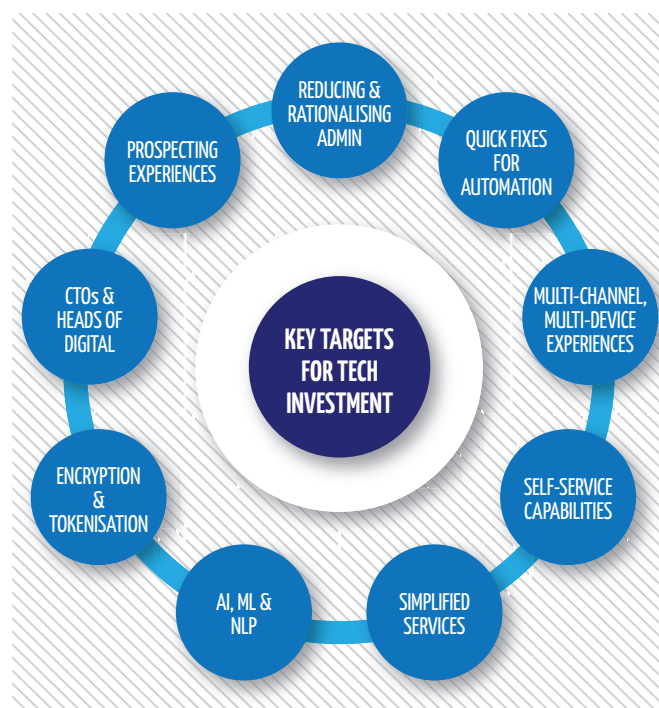 REDUCING &
RATIONALISING
ADMIN
QUICK FIXES
FOR
AUTOMATION
MULTI-CHANNEL,
MULTI-DEVICE
EXPERIENCES
SELF-SERVICE
CAPABILITIES
SIMPLIFIED
SERVICES
AI, ML &
NLP
ENCRYPTION
&
TOKENISATION
CTOs &
HEADS OF
DIGITAL
PROSPECTING
EXPERIENCES
KEY TARGETS
FOR TECH
INVESTMENT